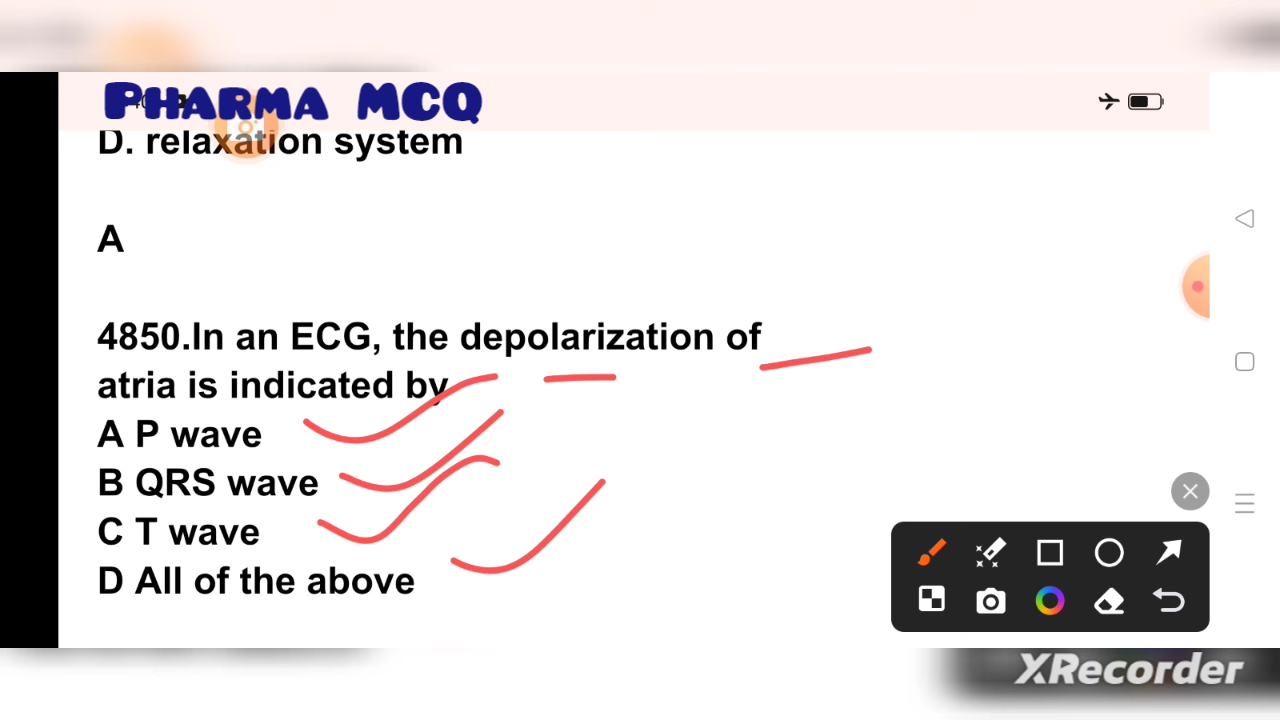 PHARMA MCQ
D. relaxation system
A
4850.In an ECG, the depolarization of
atria is indicated by
A P wave
B QRS wave
C T wave
D All of the above
XRecorder